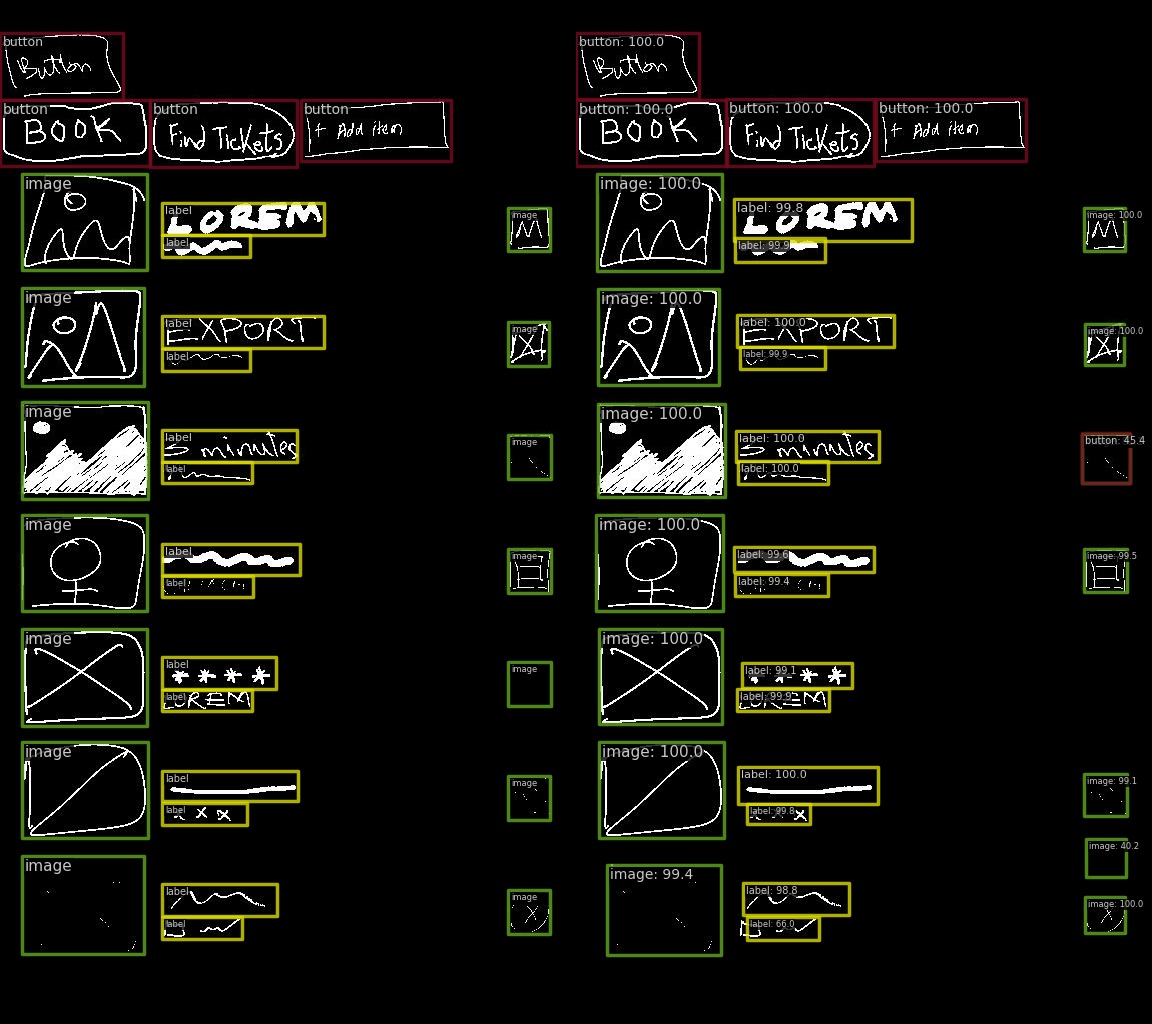 button button: 100.0
Button Button
button button button button: 100.0 button: 100.0 button: 100.0
BOOK Find Tickets + Add item BOOK Find Tickets + Add item
image image: 100.0
label image label: 99.8 image: 100.0
LOREM LOREM
label label: 99.9
image image: 100.0
label image label: 100.0 image: 100.0
EXPORT EXPORT
label label: 99.9
image image: 100.0
label image label: 100.0 button: 45.4
5 minutes 5 minutes
label label: 100.0
image image: 100.0
label image label: 99.6 image: 99.5
label label: 99.4
image image: 100.0
label image label: 99.1
* * * * * * * *
label label: 99.9
LOREM LOREM
image image: 100.0
label image label: 100.0 image: 99.1
label label: 99.8
x x x
image: 40.2
image image: 99.4
label image label: 98.8 image: 100.0
label label: 66.0